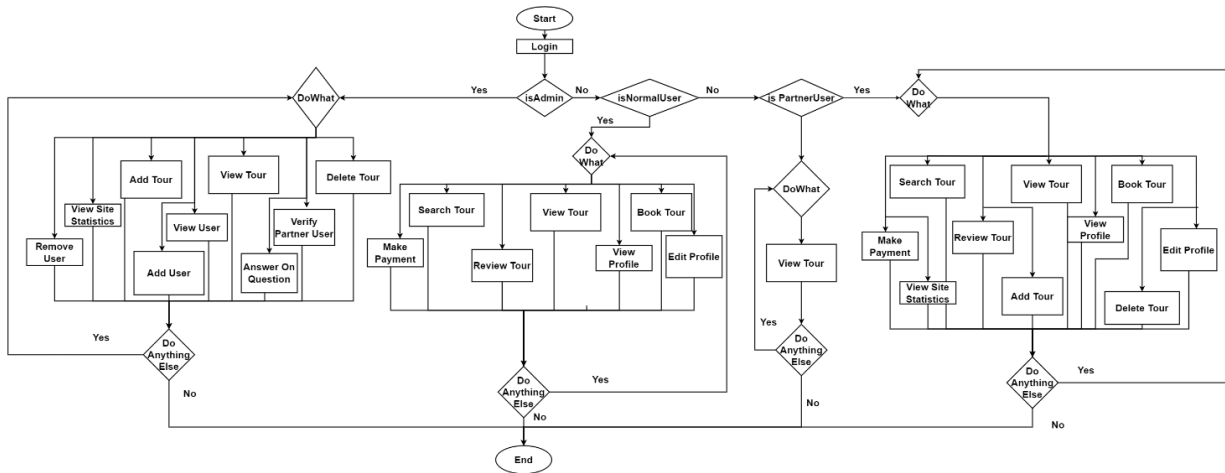 Start
Login
isAdmin
Yes
No
isNormalUser
No
is PartnerUser
Yes
Do
What
DoWhat
Yes
Do
What
DoWhat
Add Tour
View Tour
Delete Tour
View Site
Statistics
View User
Verify
Partner User
Remove
User
Add User
Answer On
Question
Yes
Do
Anything
Else
No
Search Tour
View Tour
Book Tour
Make
Payment
Review Tour
View
Profile
Edit Profile
Do
Anything
Else
Yes
No
View Tour
Yes
Do
Anything
Else
No
Search Tour
View Tour
Book Tour
Make
Payment
Review Tour
View
Profile
Edit Profile
View Site
Statistics
Add Tour
Delete Tour
Do
Anything
Else
Yes
No
End